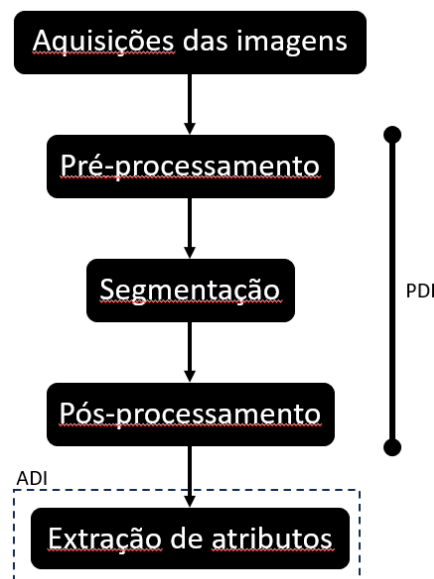 Aquisições das imagens
Pré-processamento
Segmentação
PDI
Pós-processamento
ADI
Extração de atributos